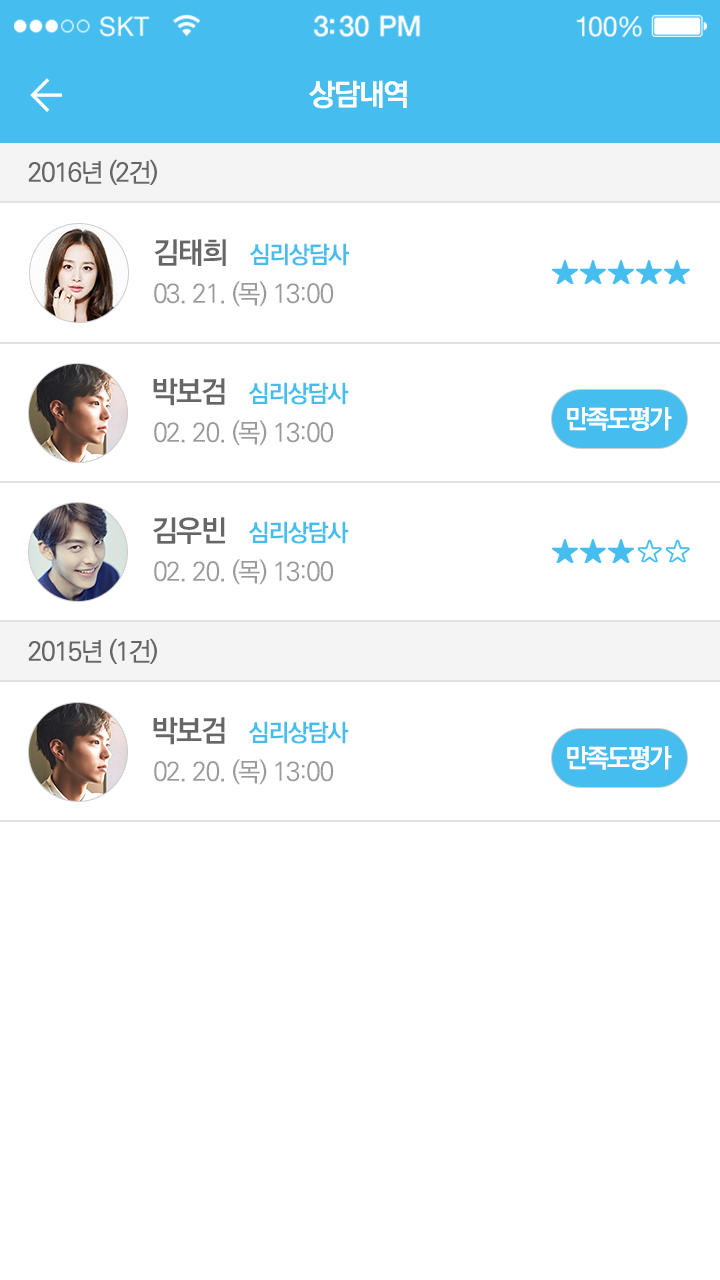 SKT 3:30 PM 100%
상담내역
2016년 (2건)
김태희 심리상담사
03. 21. (목) 13:00
박보검 심리상담사
02. 20. (목) 13:00
만족도평가
김우빈 심리상담사
02. 20. (목) 13:00
2015년 (1건)
박보검 심리상담사
02. 20. (목) 13:00
만족도평가